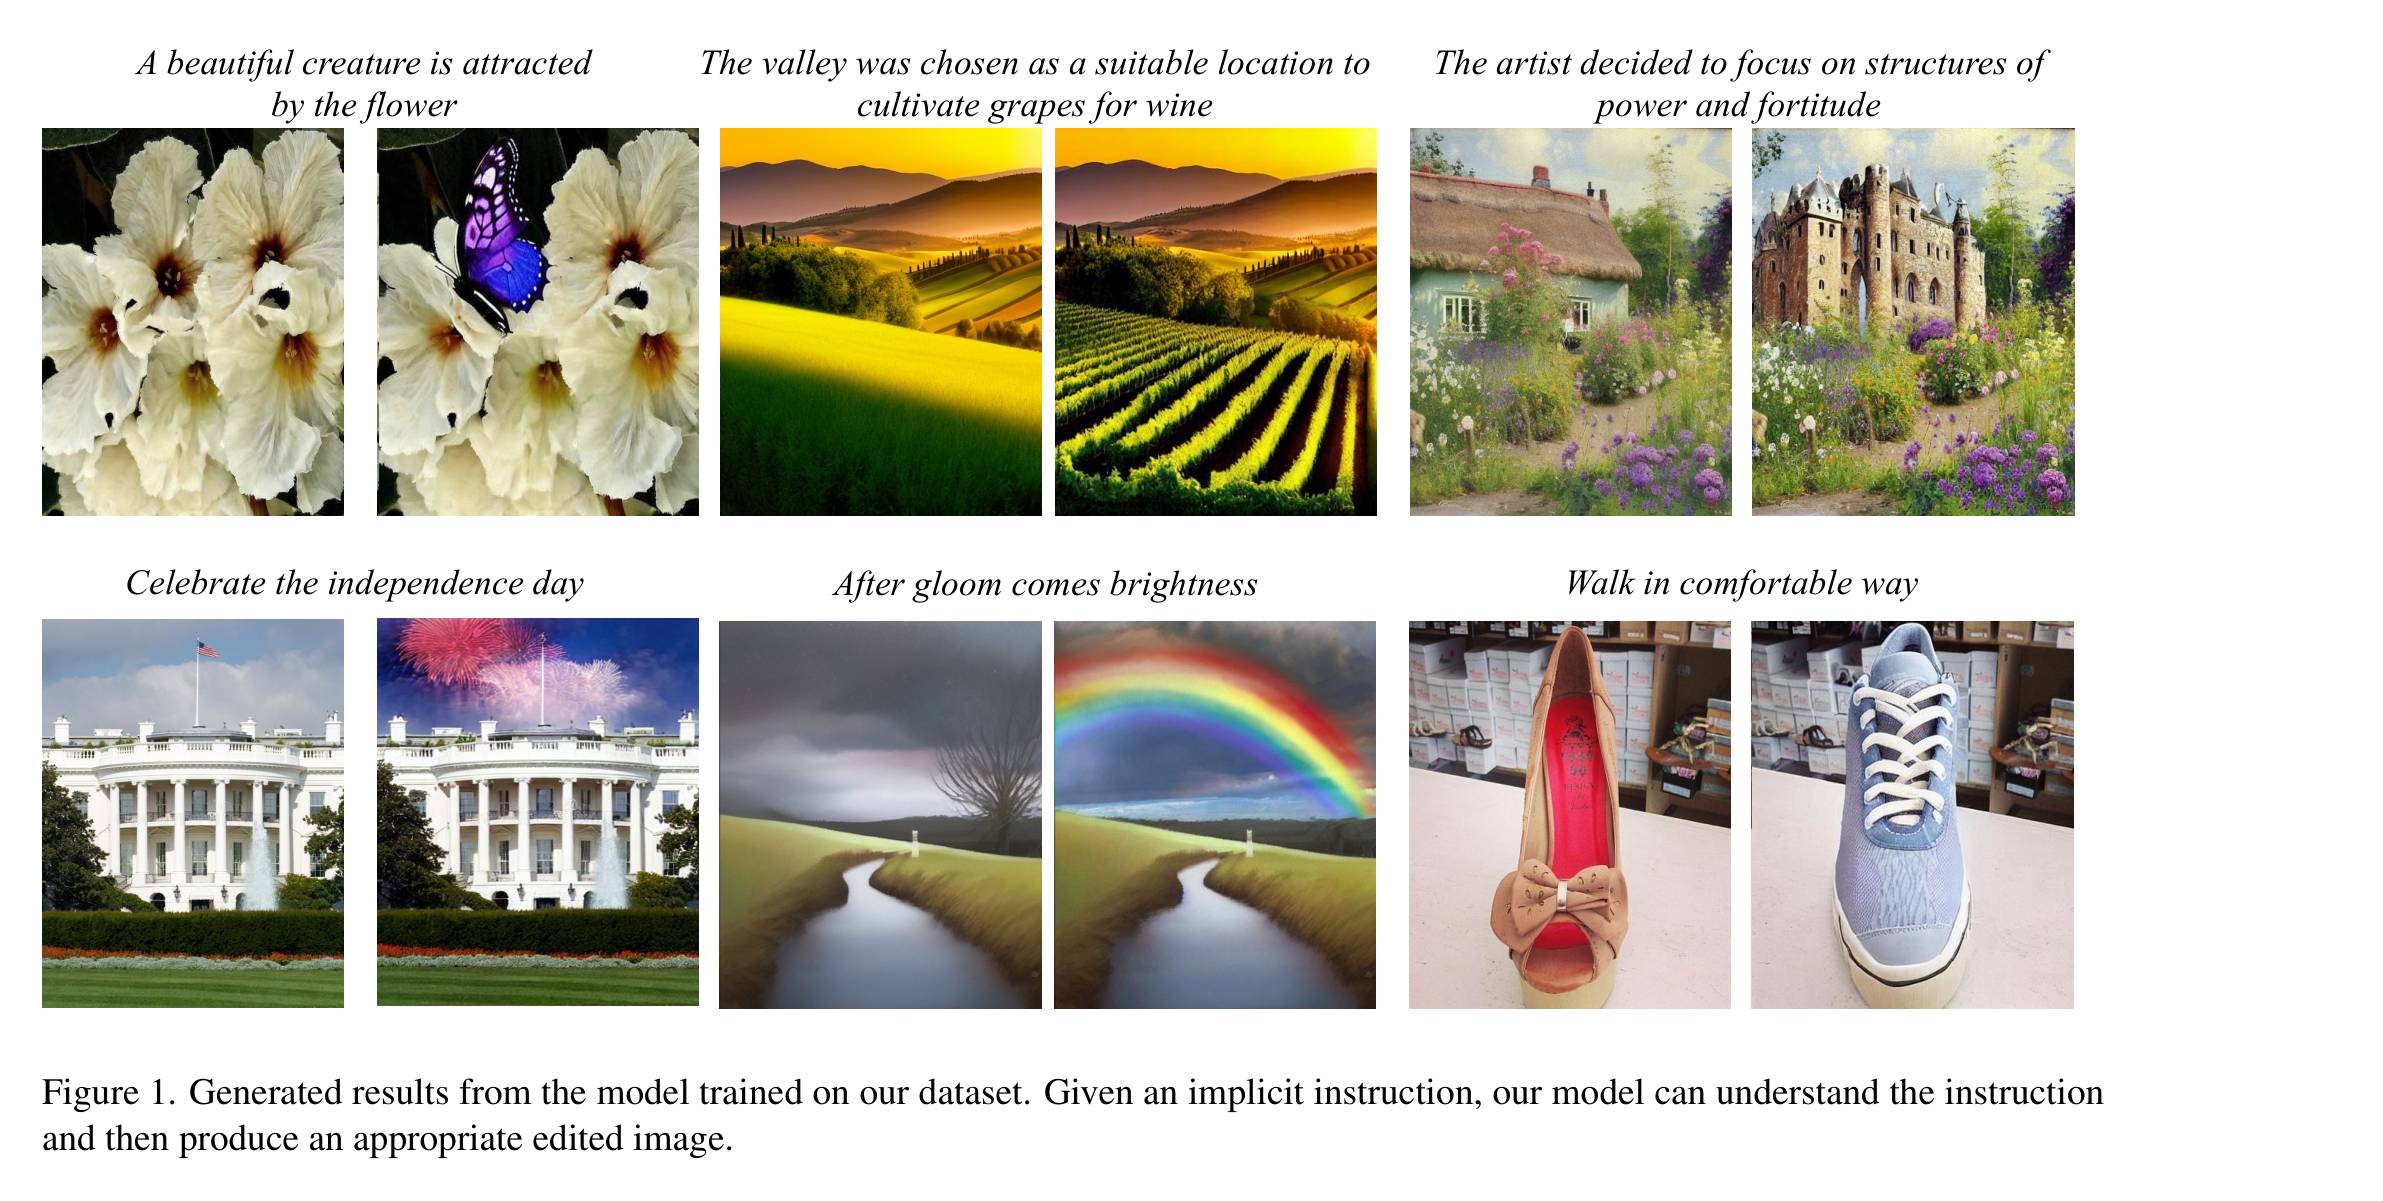 A beautiful creature is attracted
by the flower
The valley was chosen as a suitable location to
cultivate grapes for wine
The artist decided to focus on structures of
power and fortitude
Celebrate the independence day
After gloom comes brightness
Walk in comfortable way
Figure 1. Generated results from the model trained on our dataset. Given an implicit instruction, our model can understand the instruction
and then produce an appropriate edited image.